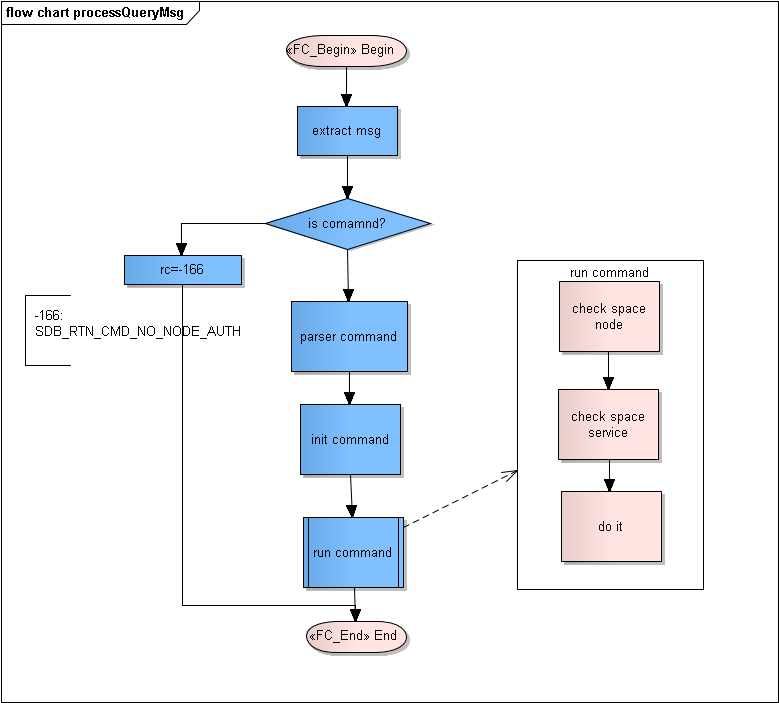 flow chart processQueryMsg
«FC_Begin» Begin
extract msg
is comamnd?
rc=-166
-166:
SDB_RTN_CMD_NO_NODE_AUTH
parser command
init command
run command
«FC_End» End
run command
check space
node
check space
service
do it